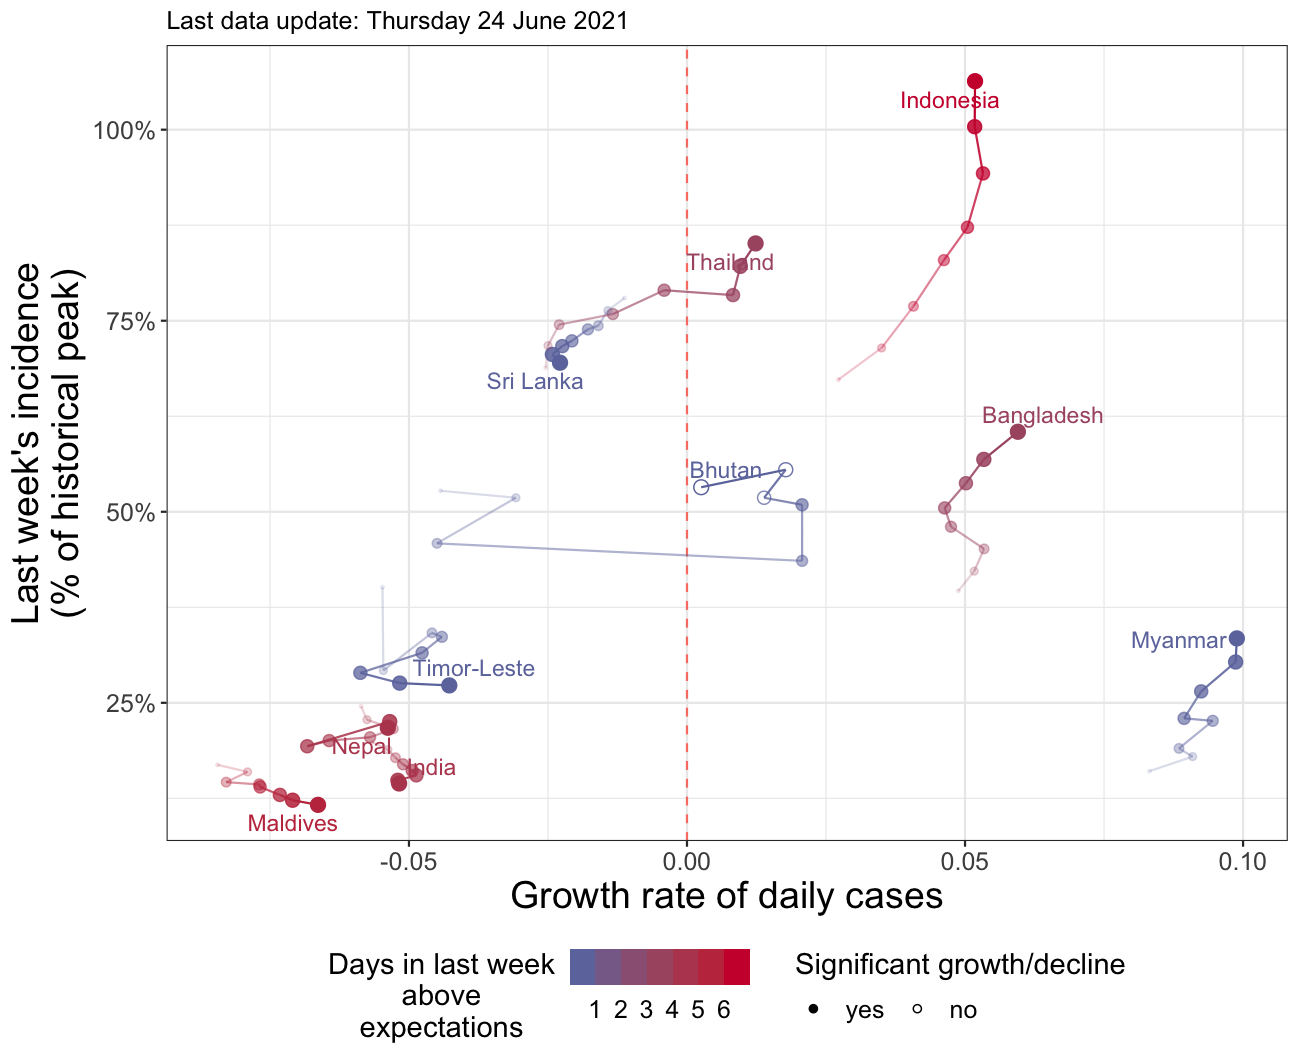 Last data update: Thursday 24 June 2021
Last week's incidence
(% of historical peak)
100%
75%
50%
25%
Indonesia
Thailand
Sri Lanka
Bangladesh
Bhutan
Myanmar
Timor-Leste
Nepal
India
Maldives
-0.05
0.00
0.05
0.10
Growth rate of daily cases
Days in last week
above
expectations
1 2 3 4 5 6
Significant growth/decline
yes no